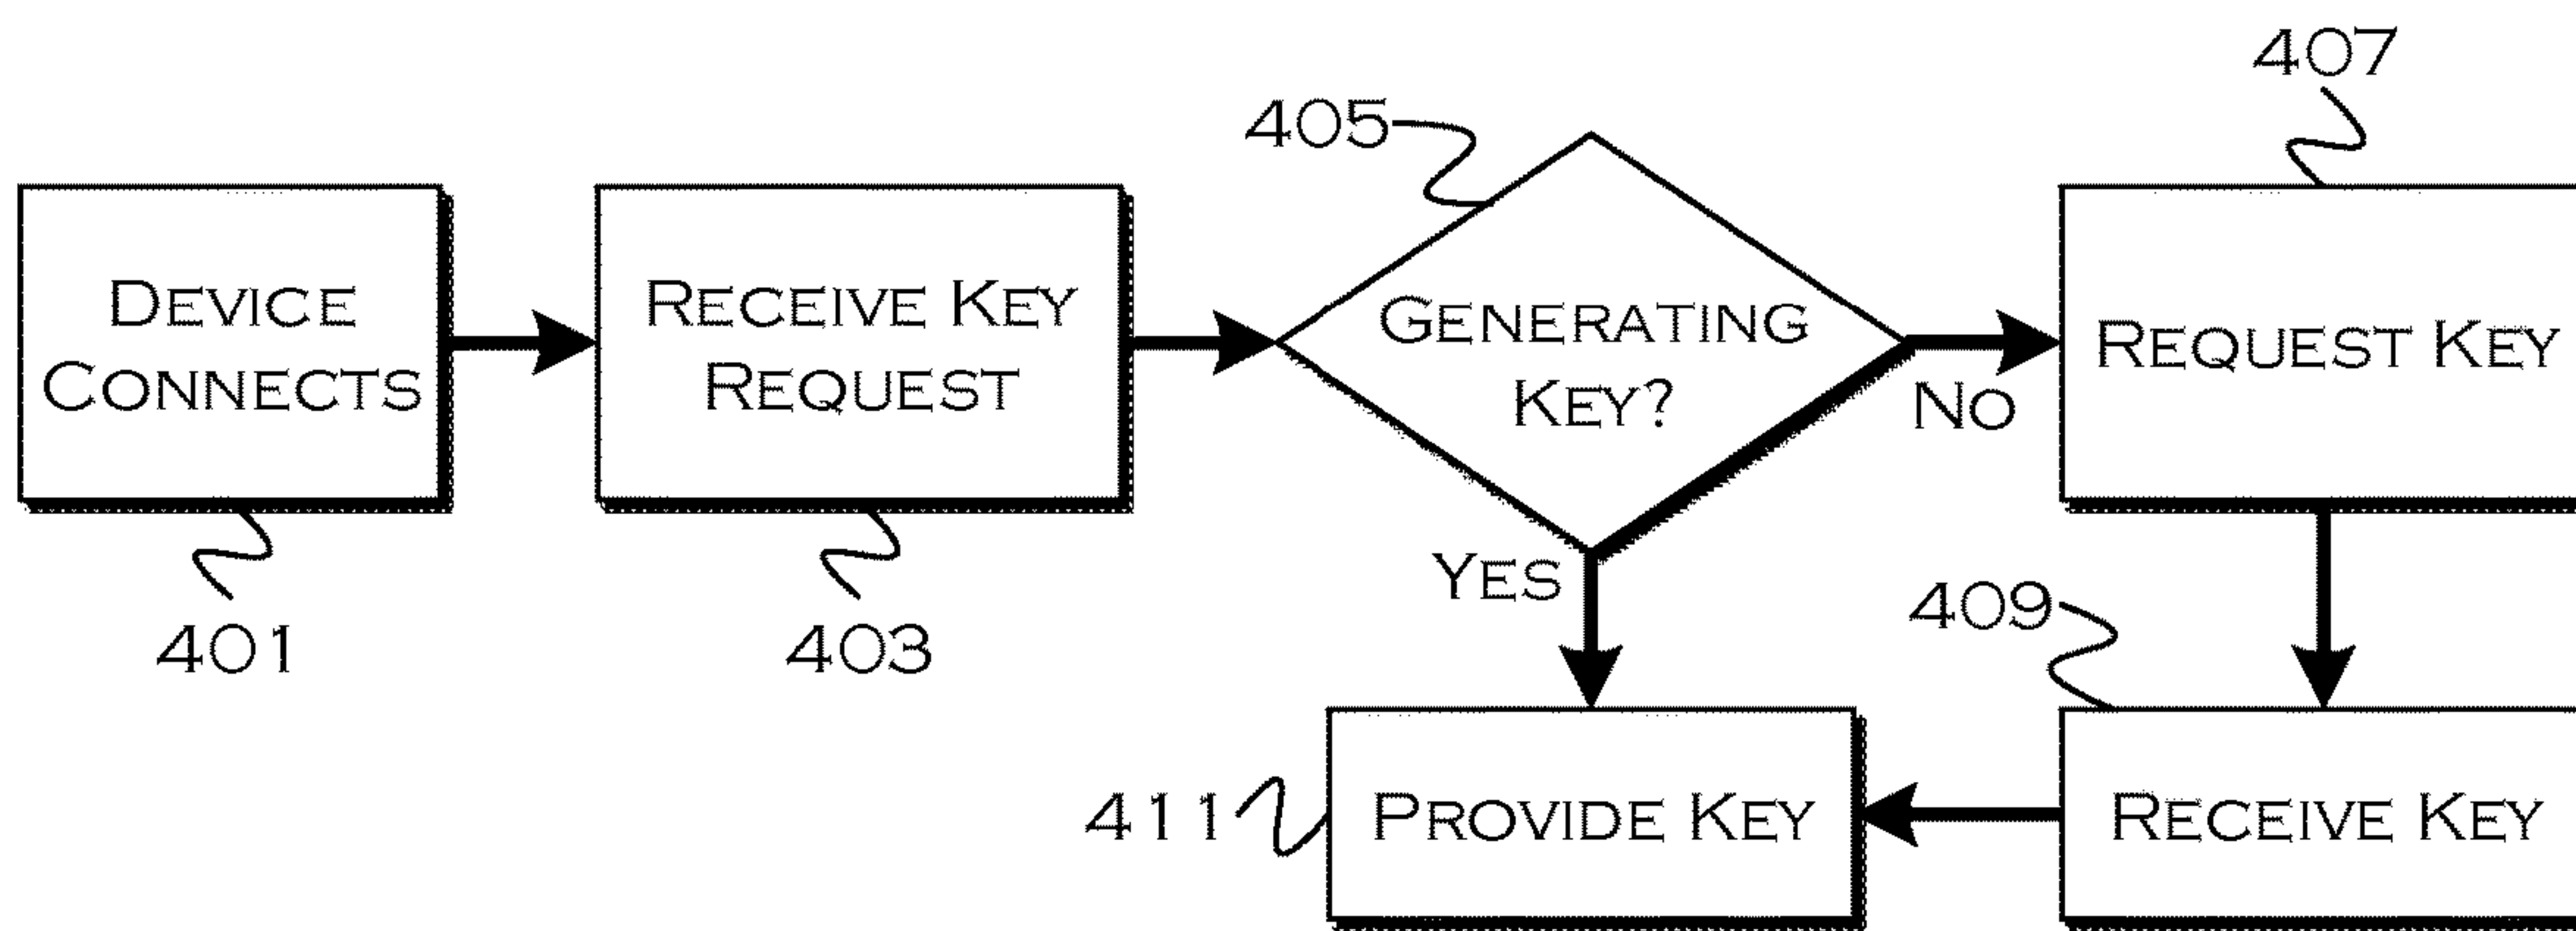 407
405
DEVICE
CONNECTS
RECEIVE KEY
REQUEST
GENERATING
KEY?
REQUEST KEY
NO
YES
401
403
409
411
PROVIDE KEY
RECEIVE KEY